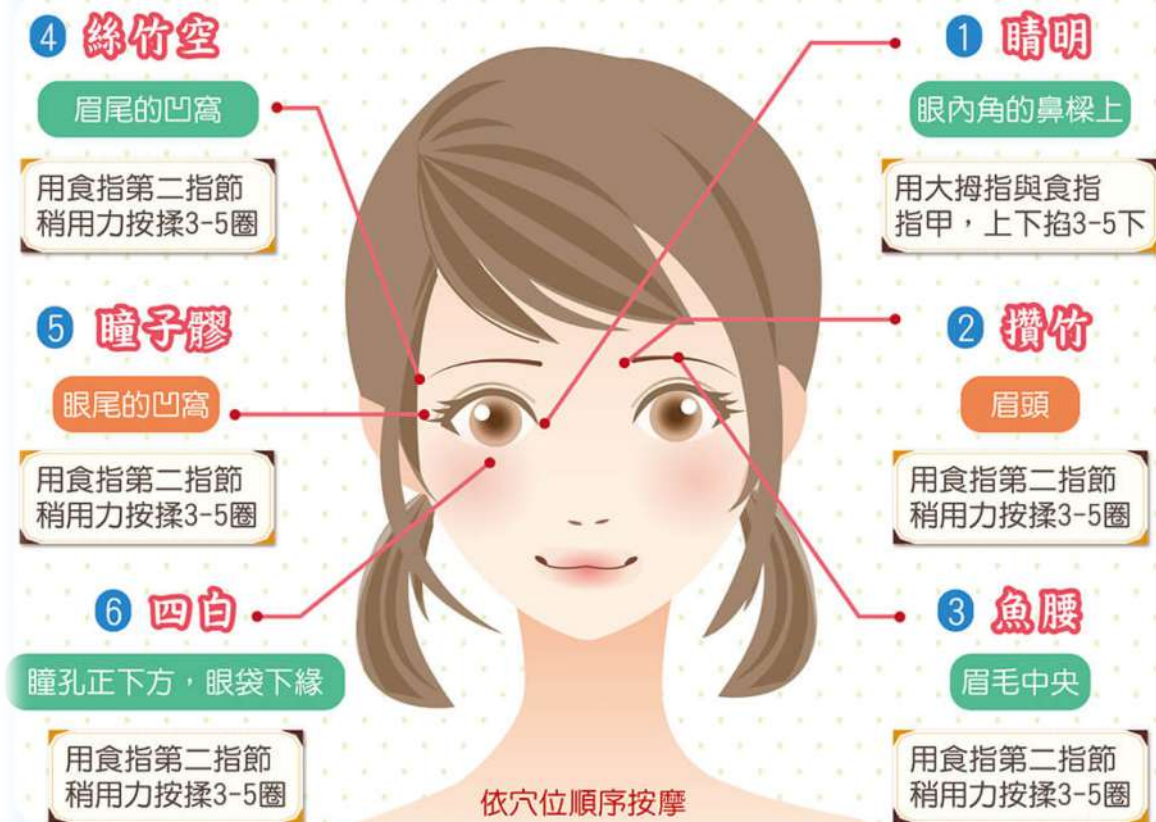 1 睛明
眼內角的鼻樑上
用大拇指與食指
指甲，上下掐3-5下
2 攢竹
眉頭
用食指第二指節
稍用力按揉3-5圈
3 魚腰
眉毛中央
用食指第二指節
稍用力按揉3-5圈
4 絲竹空
眉尾的凹窩
用食指第二指節
稍用力按揉3-5圈
5 瞳子髎
眼尾的凹窩
用食指第二指節
稍用力按揉3-5圈
6 四白
瞳孔正下方，眼袋下緣
用食指第二指節
稍用力按揉3-5圈
依穴位順序按摩